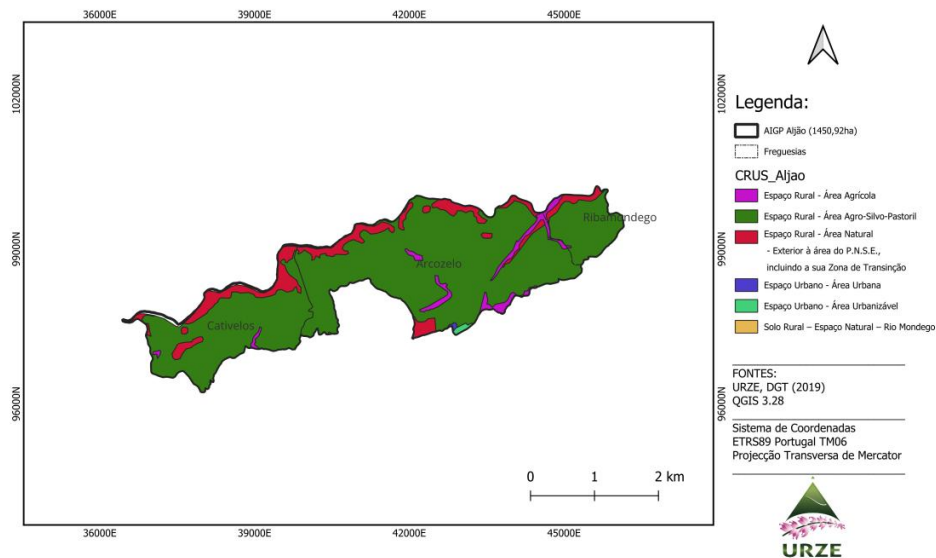 36000E 39000E 42000E 45000E
102000N 102000N
99000N 99000N
96000N 96000N
Ribamondego
Arcozelo
Cativelos
0 1 2 km
36000E 39000E 42000E 45000E
Legenda:
AIGP Aljão (1450,92ha)
Freguesias
CRUS_Aljao
Espaço Rural - Área Agrícola
Espaço Rural - Área Agro-Silvo-Pastoril
Espaço Rural - Área Natural
- Exterior à área do P.N.S.E.,
incluindo a sua Zona de Transinção
Espaço Urbano - Área Urbana
Espaço Urbano - Área Urbanizável
Solo Rural – Espaço Natural – Rio Mondego
FONTES:
URZE, DGT (2019)
QGIS 3.28
Sistema de Coordenadas
ETRS89 Portugal TM06
Projecção Transversa de Mercator
URZE